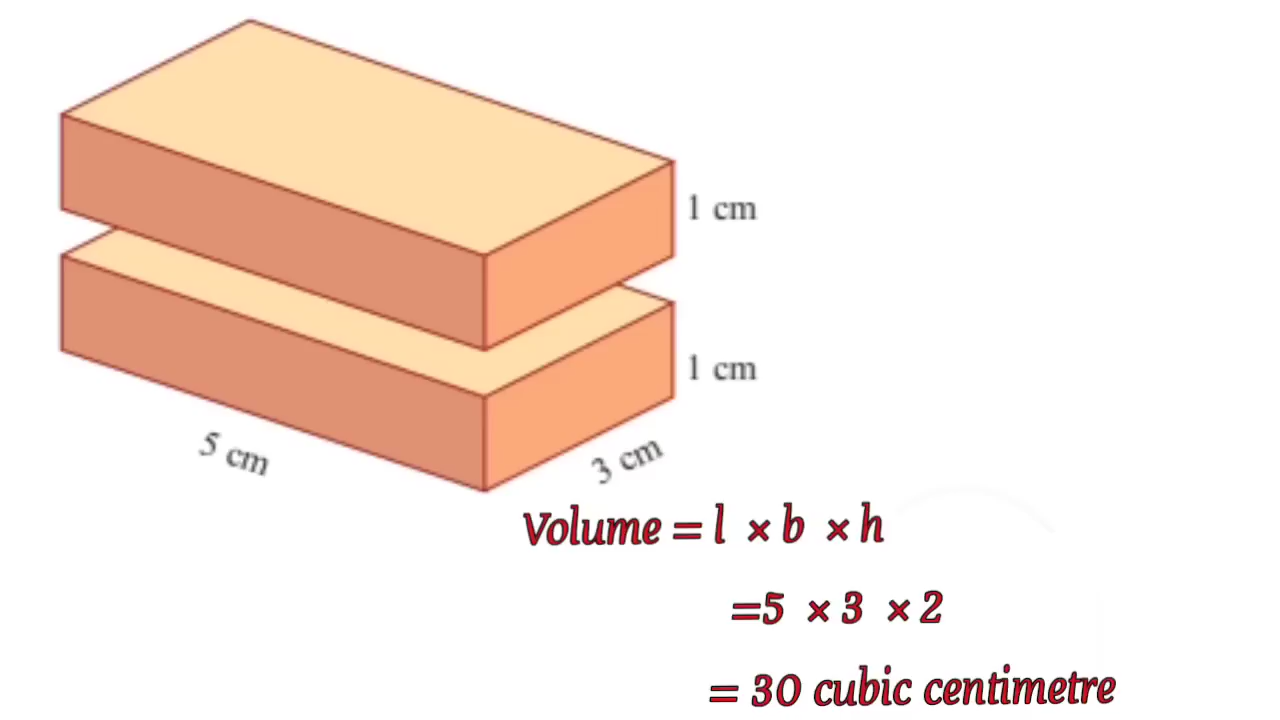 1 cm
1 cm
5 cm
3 cm
Volume = l × b × h
=5 × 3 × 2
= 30 cubic centimetre